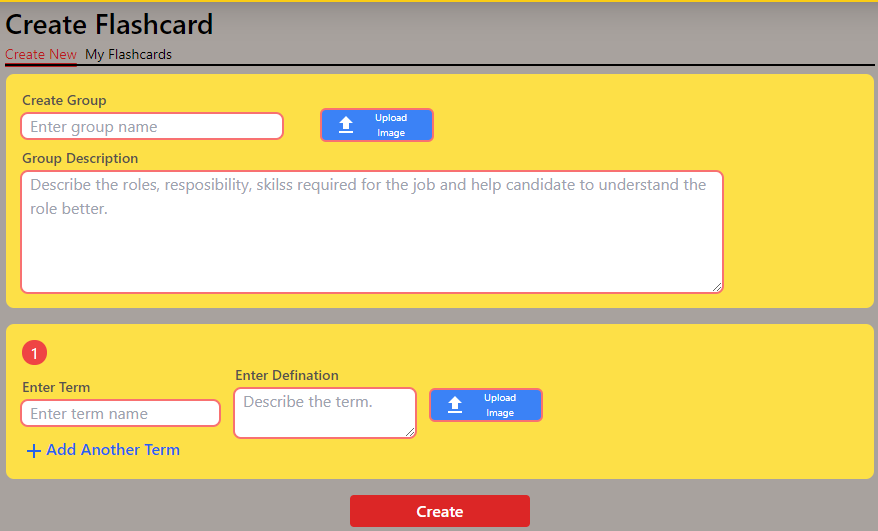 Create Flashcard
Create New My Flashcards
Create Group
Enter group name
Upload
Image
Group Description
Describe the roles, resposibility, skilss required for the job and help candidate to understand the
role better.
1
Enter Term
Enter term name
Enter Defination
Describe the term.
Upload
Image
Add Another Term
Create